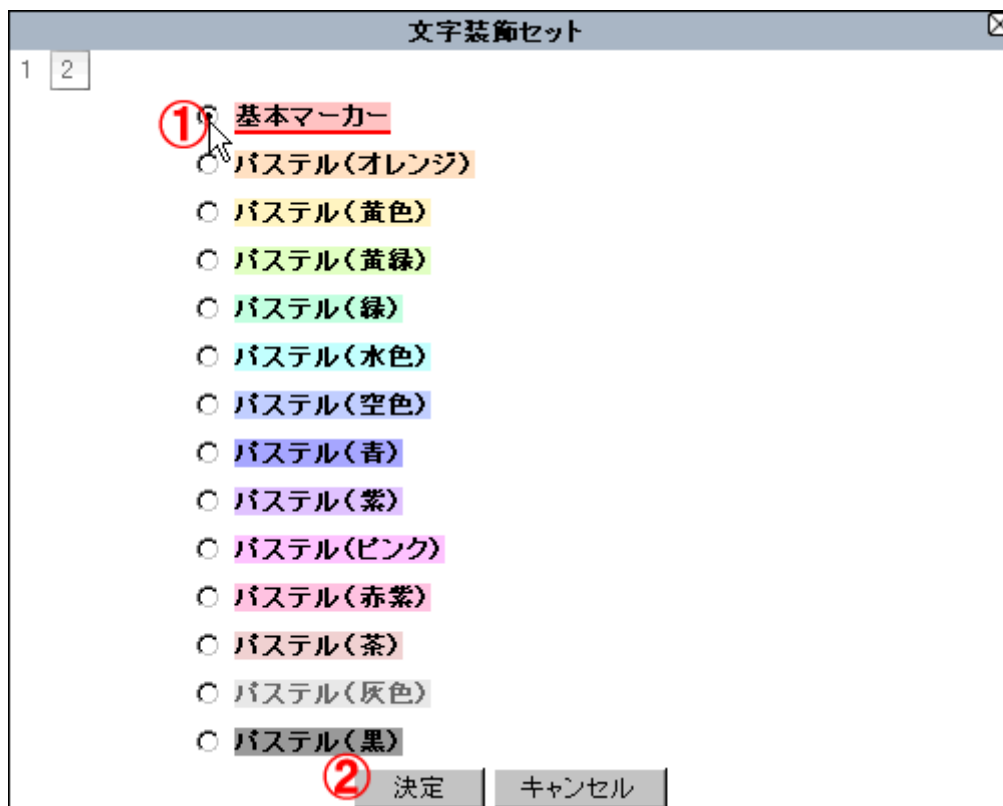 文字装飾セット
1 2
① 基本マーカー
パステル(オレンジ)
パステル(黄色)
パステル(黄緑)
パステル(緑)
パステル(水色)
パステル(空色)
パステル(青)
パステル(紫)
パステル(ピンク)
パステル(赤紫)
パステル(茶)
パステル(灰色)
パステル(黒)
② 決定 キャンセル